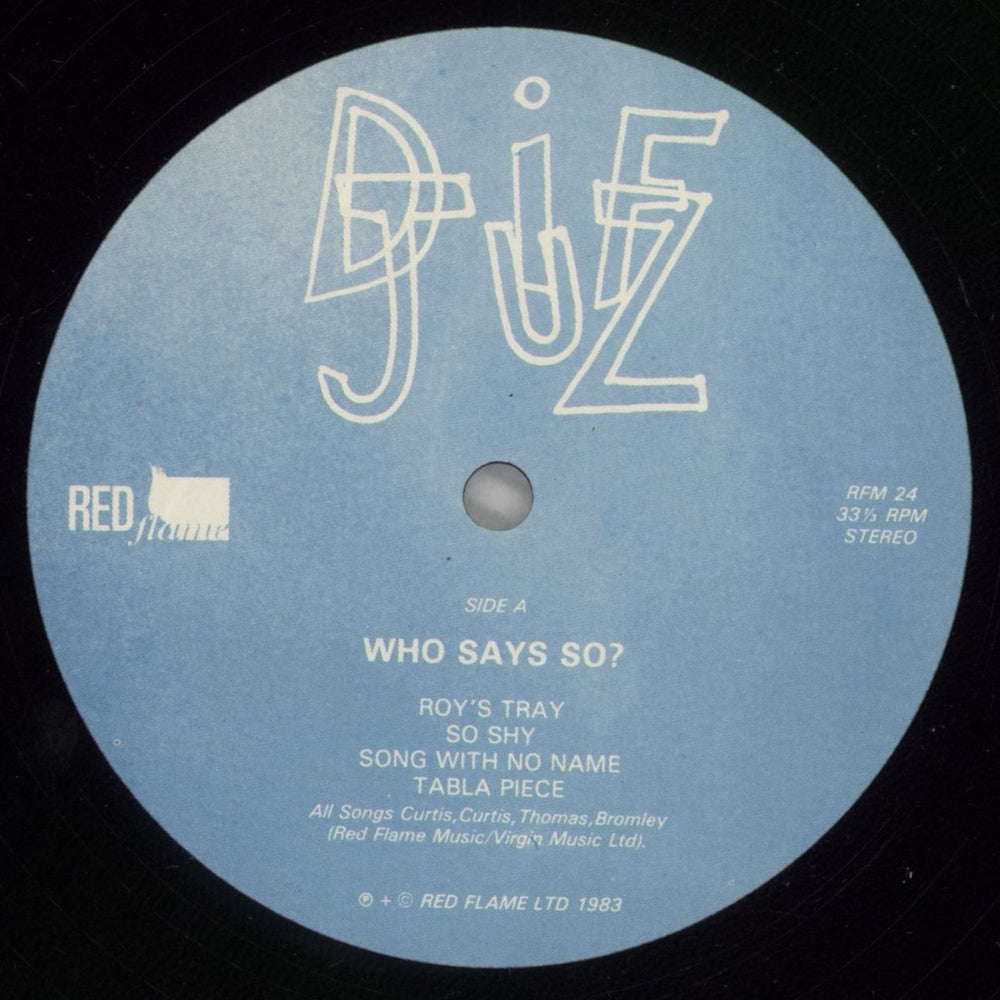 DiF
JuZ
RED
flame
RFM 24
33⅓ RPM
STEREO
SIDE A
WHO SAYS SO?
ROY'S TRAY
SO SHY
SONG WITH NO NAME
TABLA PIECE
All Songs Curtis,Curtis,Thomas,Bromley
(Red Flame Music/Virgin Music Ltd).
℗ + © RED FLAME LTD 1983